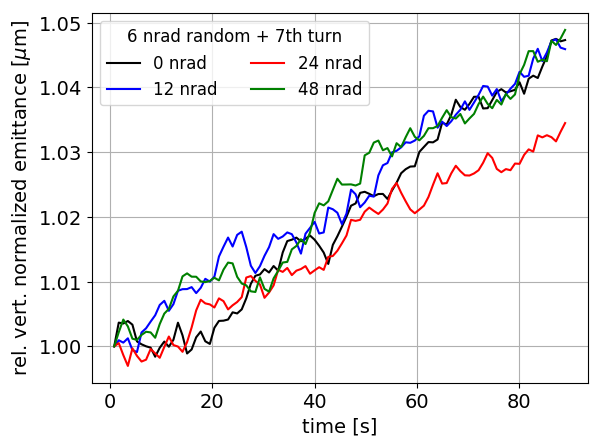 6 nrad random + 7th turn
0 nrad
24 nrad
12 nrad
48 nrad
rel. vert. normalized emittance [μm]
1.05
1.04
1.03
1.02
1.01
1.00
0 20 40 60 80
time [s]